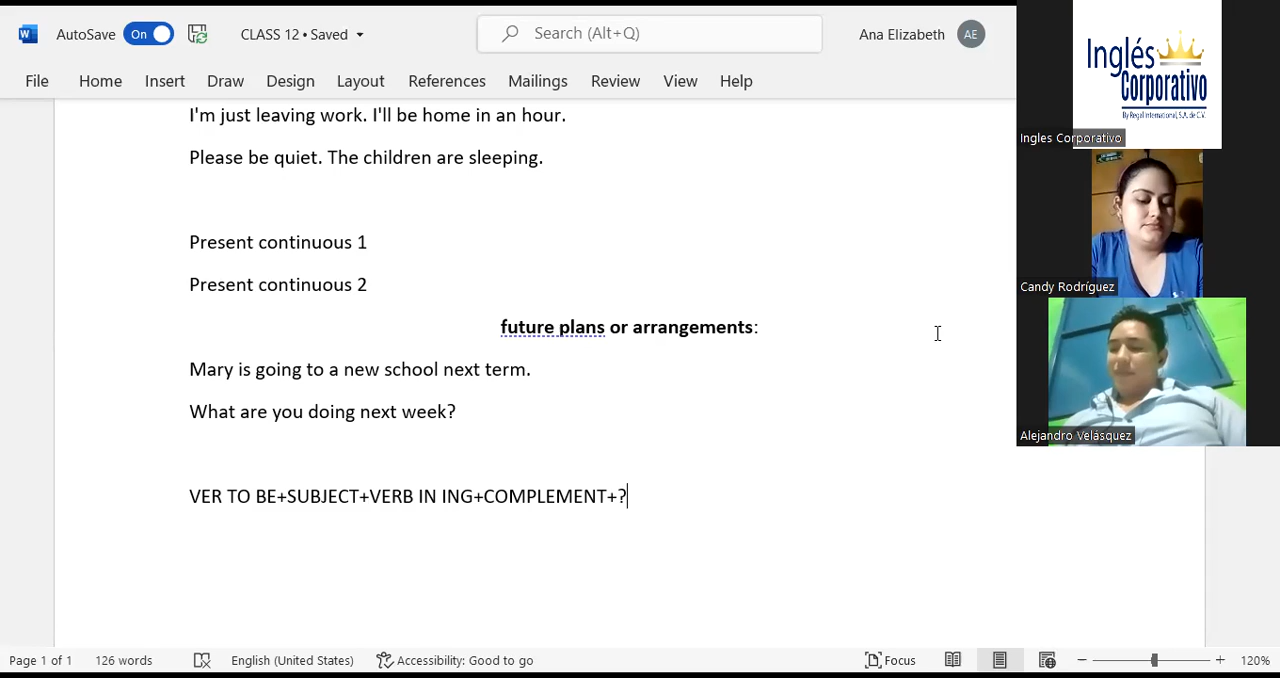 AutoSave On CLASS 12 • Saved Search (Alt+Q) Ana Elizabeth AE
File Home Insert Draw Design Layout References Mailings Review View Help
I'm just leaving work. I'll be home in an hour.
Please be quiet. The children are sleeping.
Present continuous 1
Present continuous 2
future plans or arrangements:
Mary is going to a new school next term.
What are you doing next week?
VER TO BE+SUBJECT+VERB IN ING+COMPLEMENT+?
Page 1 of 1 126 words English (United States) Accessibility: Good to go Focus 120%
Inglés
Corporativo
By Regal International, S.A. de C.V.
Ingles Corporativo
Candy Rodríguez
Alejandro Velásquez